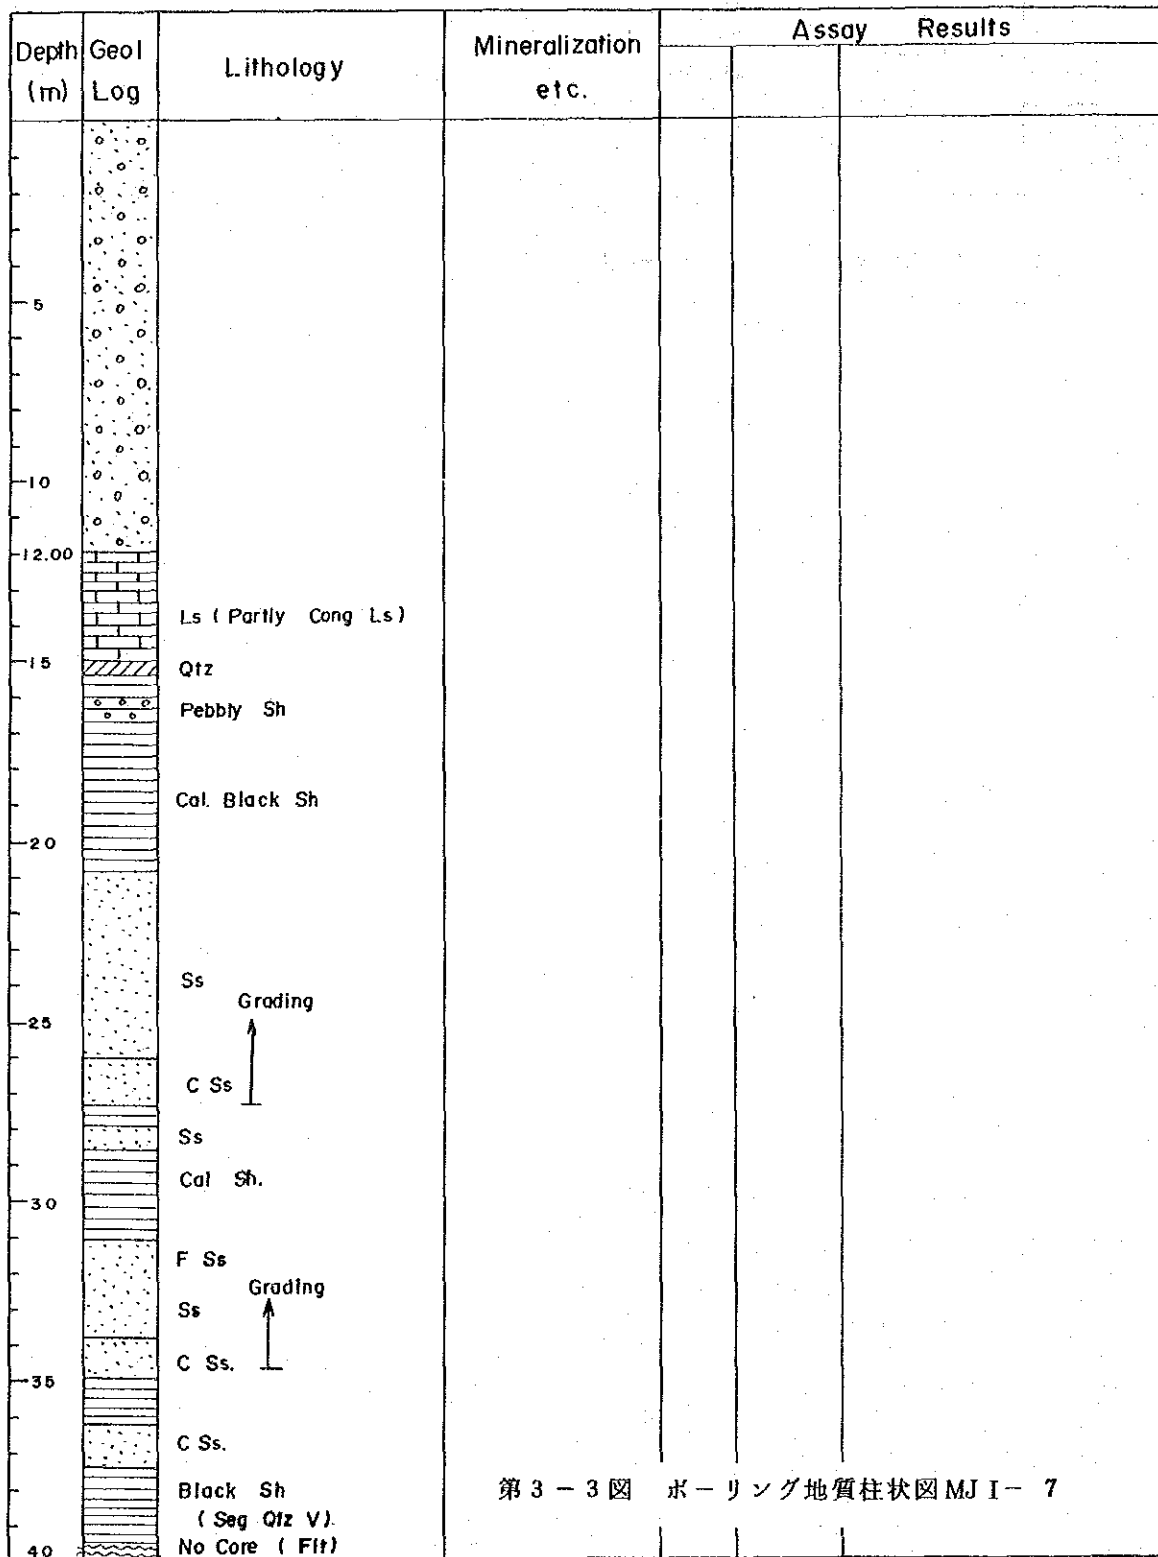 Depth (m)
Geol Log
Lithology
Mineralization etc.
Assay Results
5
10
12.00
Ls ( Partly Cong Ls )
15
Qtz
Pebbly Sh
Cal. Black Sh
20
Ss
Grading
25
C Ss
Ss
Cal Sh.
30
F Ss
Grading
Ss
C Ss.
35
C Ss.
Black Sh
( Seg Qtz V).
No Core ( Flt)
40
第3－3図 ボーリング地質柱状図MJ I－ 7